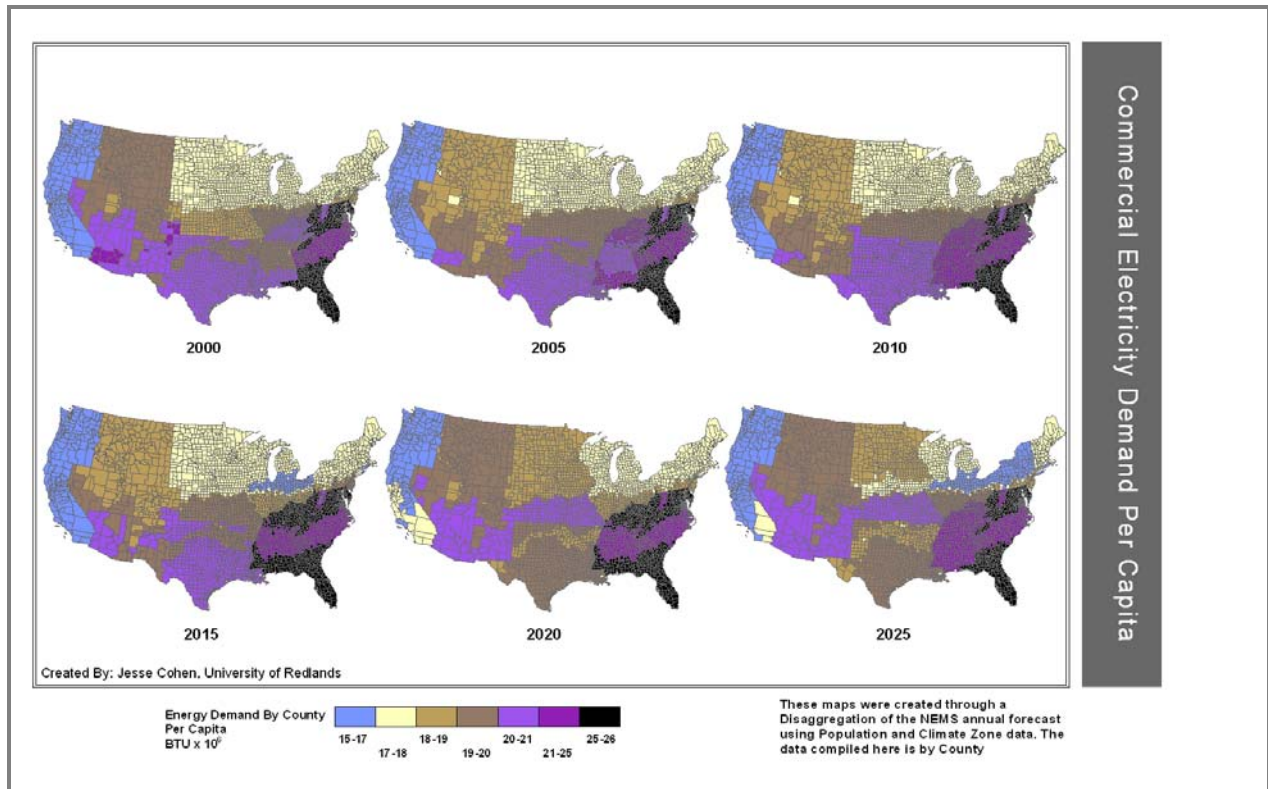 Commercial Electricity Demand Per Capita
2000
2005
2010
2015
2020
2025
Created By: Jesse Cohen, University of Redlands
Energy Demand By County
Per Capita
BTU x 10⁶
15-17
17-18
18-19
19-20
20-21
21-25
25-26
These maps were created through a
Disaggregation of the NEMS annual forecast
using Population and Climate Zone data. The
data compiled here is by County